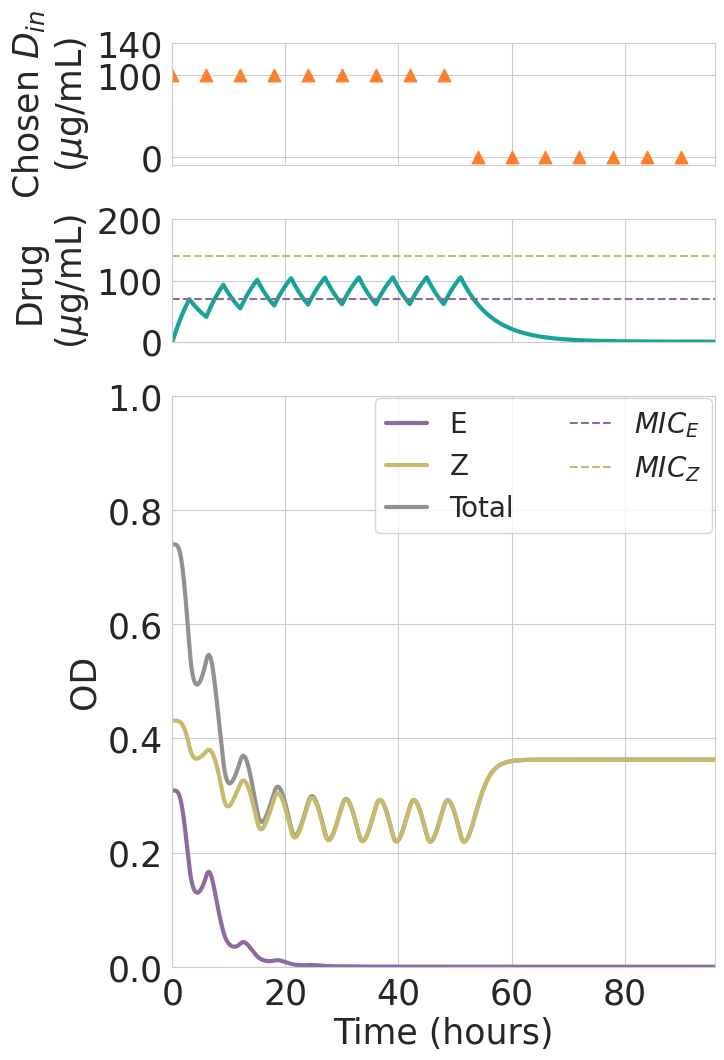 Chosen D_in
(μg/mL)
140
100
0
Drug
(μg/mL)
200
100
0
OD
1.0
0.8
0.6
0.4
0.2
0.0
E
Z
Total
MIC_E
MIC_Z
0 20 40 60 80
Time (hours)